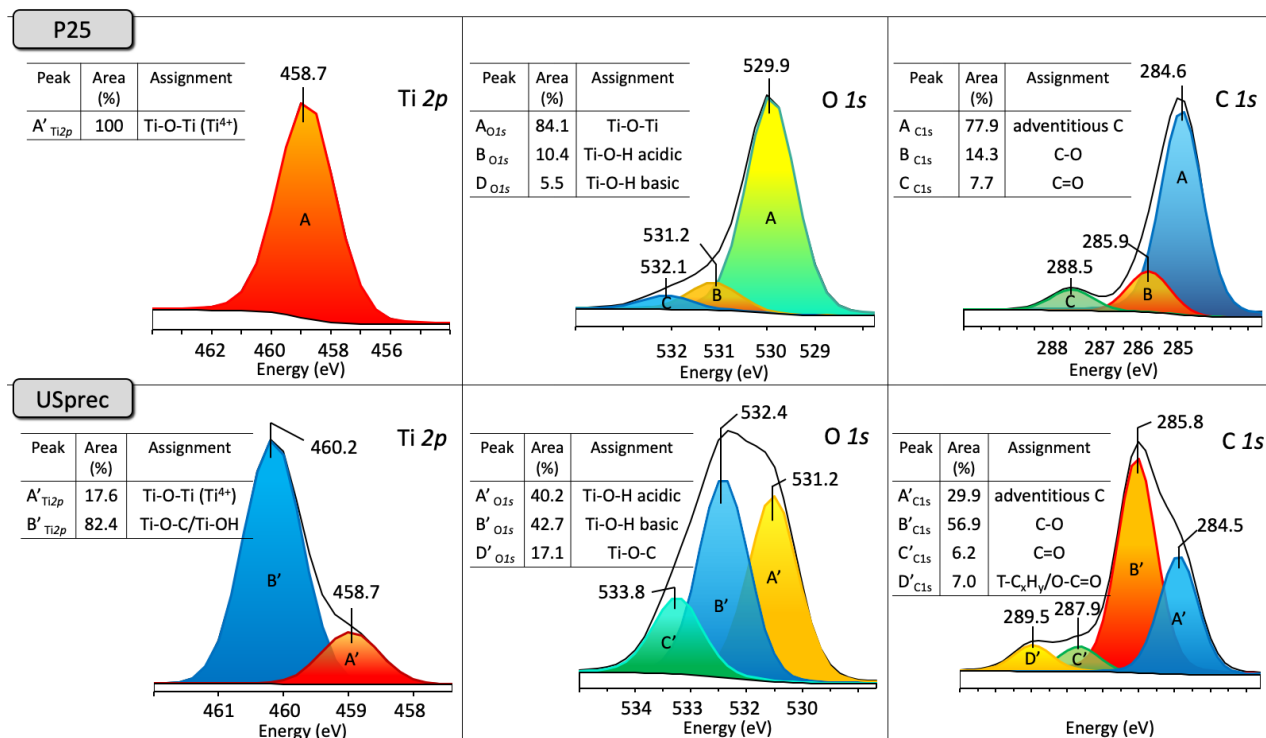 P25
Peak Area (%) Assignment
A’ Ti2p 100 Ti-O-Ti (Ti4+)
458.7
Ti 2p
A
462 460 458 456
Energy (eV)
Peak Area (%) Assignment
A O1s 84.1 Ti-O-Ti
B O1s 10.4 Ti-O-H acidic
D O1s 5.5 Ti-O-H basic
529.9
O 1s
531.2
532.1
A
B
C
532 531 530 529
Energy (eV)
Peak Area (%) Assignment
A C1s 77.9 adventitious C
B C1s 14.3 C-O
C C1s 7.7 C=O
284.6
C 1s
285.9
288.5
A
B
C
288 287 286 285
Energy (eV)
USprec
Peak Area (%) Assignment
A’Ti2p 17.6 Ti-O-Ti (Ti4+)
B’ Ti2p 82.4 Ti-O-C/Ti-OH
460.2
Ti 2p
458.7
B’
A’
461 460 459 458
Energy (eV)
Peak Area (%) Assignment
A’ O1s 40.2 Ti-O-H acidic
B’ O1s 42.7 Ti-O-H basic
D’ O1s 17.1 Ti-O-C
532.4
O 1s
531.2
533.8
A’
B’
C’
534 533 532 530
Energy (eV)
Peak Area (%) Assignment
A’C1s 29.9 adventitious C
B’C1s 56.9 C-O
C’C1s 6.2 C=O
D’C1s 7.0 T-CxHy/O-C=O
285.8
C 1s
284.5
289.5 287.9
B’
A’
D’ C’
Energy (eV)